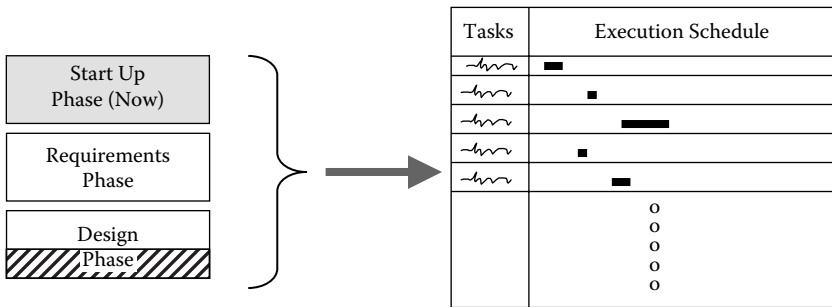 Start Up
Phase (Now)
Requirements
Phase
Design
Phase
Tasks Execution Schedule
o
o
o
o
o